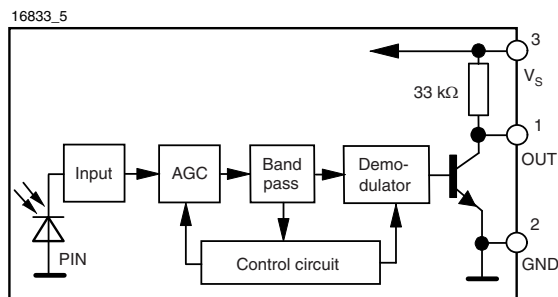 16833_5
3
V_S
33 kΩ
1
OUT
Input
AGC
Band
pass
Demo-
dulator
2
GND
PIN
Control circuit